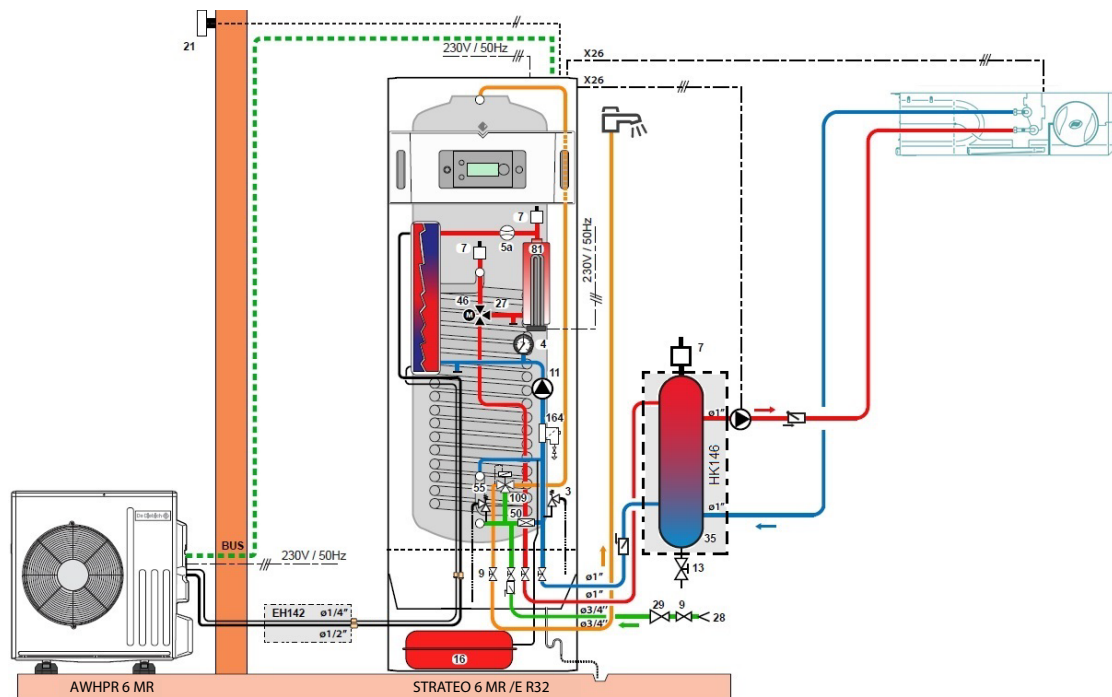 21
230V / 50Hz
X26
X26
7
7
5a
81
230V / 50Hz
46
27
M
4
11
7
ø1"
164
HK146
55
109
3
50
ø1"
35
BUS
230V / 50Hz
9
13
ø1"
ø1"
EH142
ø1/4"
ø3/4"
29
9
28
ø1/2"
ø3/4"
16
AWHPR 6 MR
STRATEO 6 MR /E R32